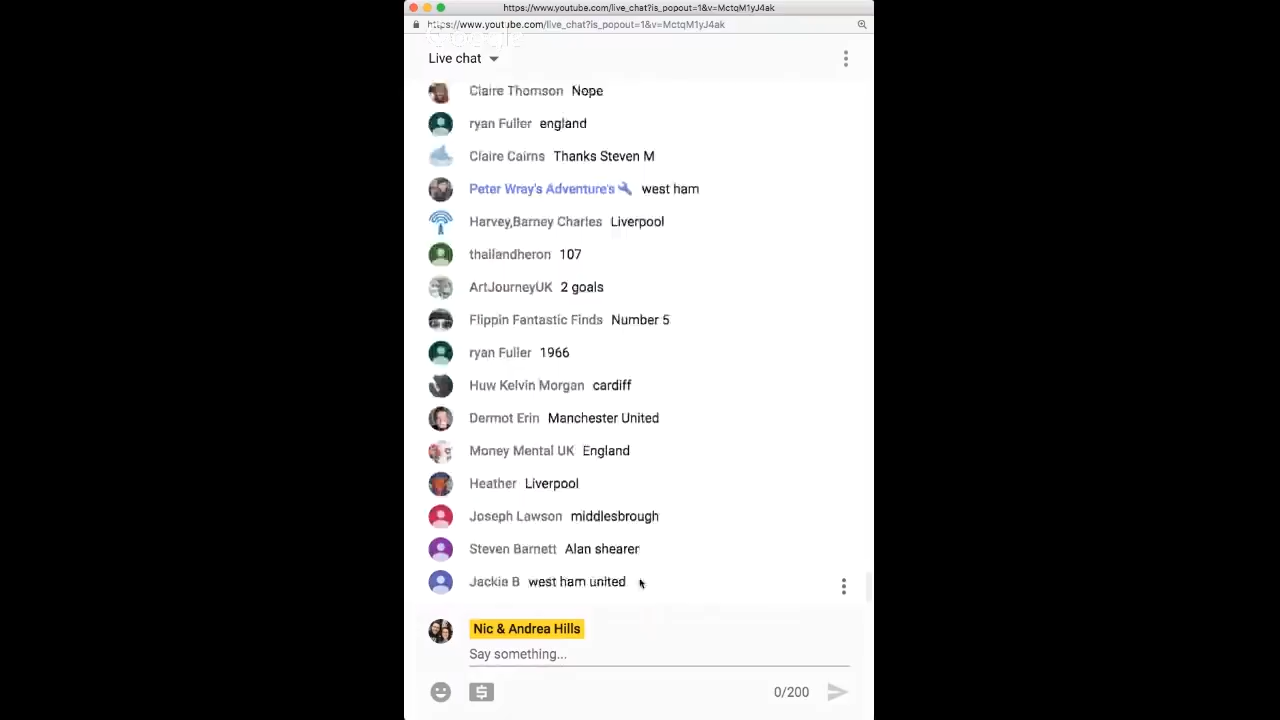 https://www.youtube.com/live_chat?is_popout=1&v=MctqM1yJ4ak
https://www.youtube.com/live_chat?is_popout=1&v=MctqM1yJ4ak
Google
Live chat
Claire Thomson Nope
ryan Fuller england
Claire Cairns Thanks Steven M
Peter Wray's Adventure's west ham
Harvey,Barney Charles Liverpool
thailandheron 107
ArtJourneyUK 2 goals
Flippin Fantastic Finds Number 5
ryan Fuller 1966
Huw Kelvin Morgan cardiff
Dermot Erin Manchester United
Money Mental UK England
Heather Liverpool
Joseph Lawson middlesbrough
Steven Barnett Alan shearer
Jackie B west ham united
Nic & Andrea Hills
Say something...
0/200